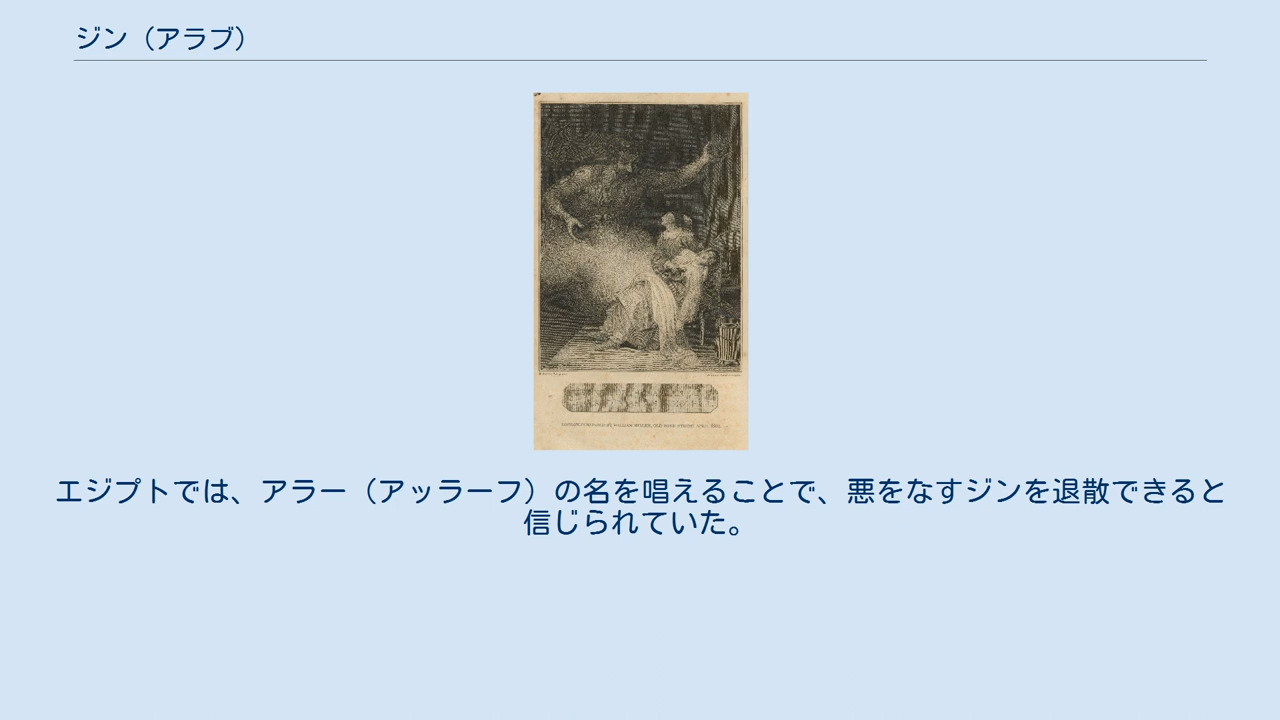 ジン（アラブ）
エジプトでは、アラー（アッラーフ）の名を唱えることで、悪をなすジンを退散できると
信じられていた。